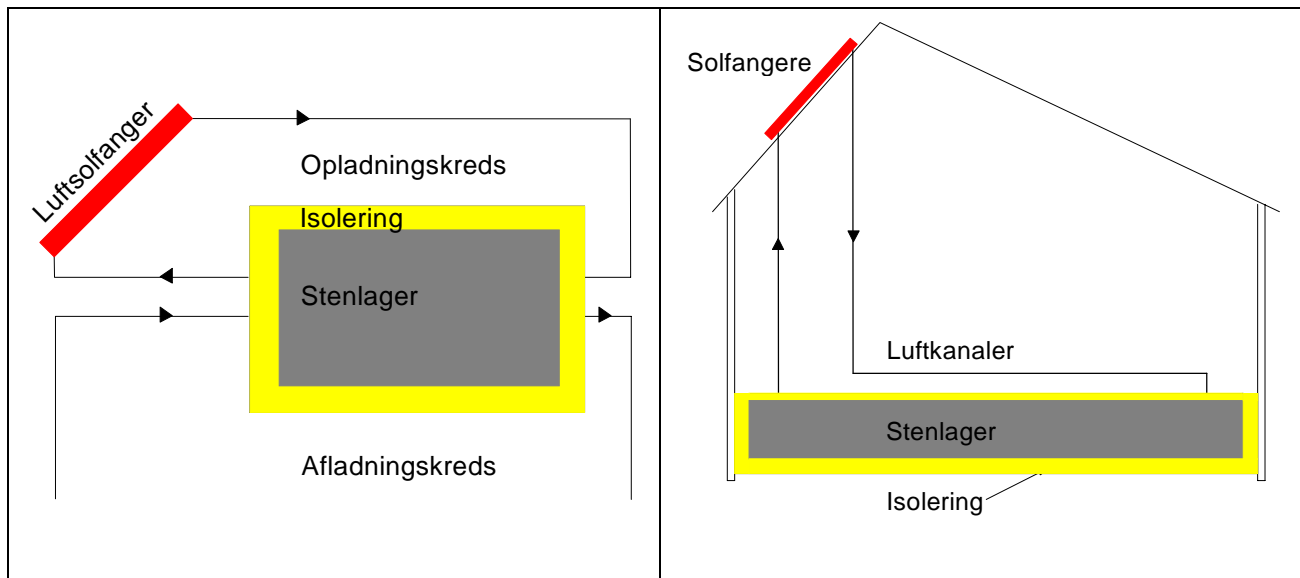 Luftsolfanger
Opladningskreds
Isolering
Stenlager
Afladningskreds
Solfangere
Luftkanaler
Stenlager
Isolering